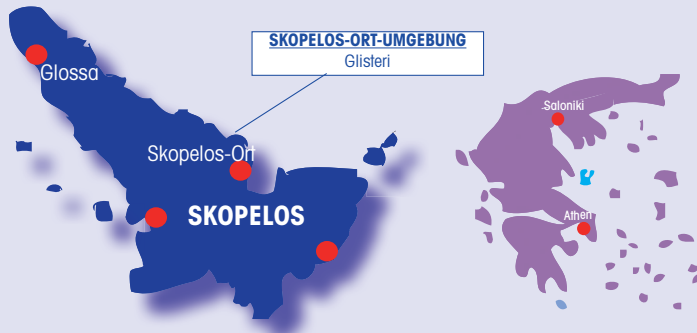 SKOPELOS-ORT-UMGEBUNG
Glisteri
Glossa
Skopelos-Ort
SKOPELOS
Saloniki
Athen